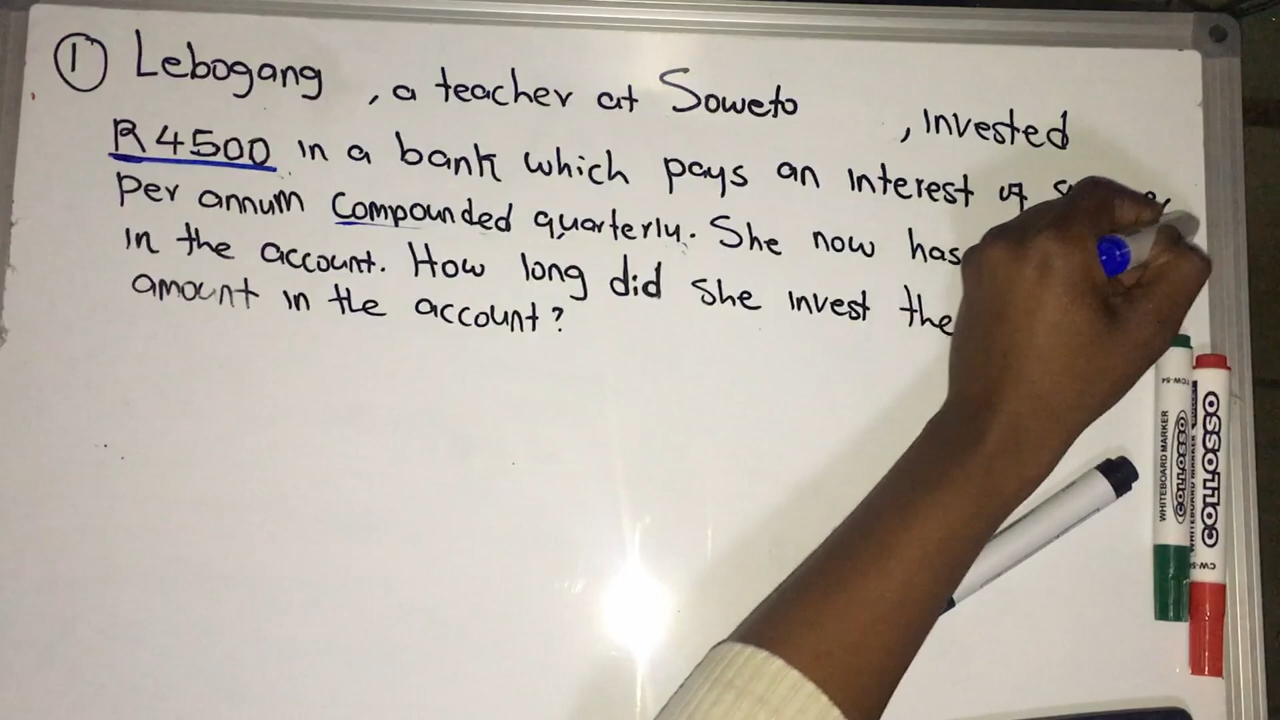 ① Lebogang , a teacher at Soweto , invested
R4500 in a bank which pays an interest of
per annum compounded quarterly. She now has
in the account. How long did she invest the
amount in the account?
WHITEBOARD MARKER
COLLOSSO
COLLOSSO